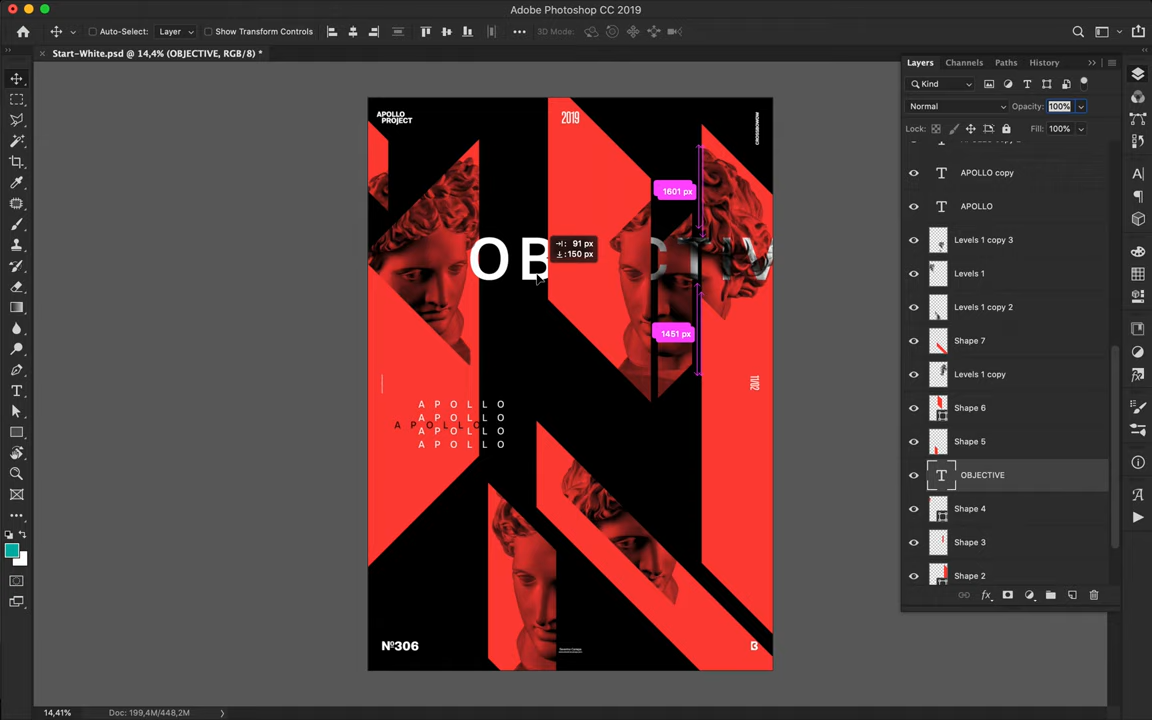 Adobe Photoshop CC 2019
Auto-Select: Layer Show Transform Controls 3D Mode:
Start-White.psd @ 14,4% (OBJECTIVE, RGB/8) *
Layers Channels Paths History
Kind
Normal Opacity: 100%
Lock: Fill: 100%
APOLLO copy
APOLLO
Levels 1 copy 3
Levels 1
Levels 1 copy 2
Shape 7
Levels 1 copy
Shape 6
Shape 5
OBJECTIVE
Shape 4
Shape 3
Shape 2
APOLLO
PROJECT
2019
CROSSBOWDMO
1601 px
91 px
150 px
OB CTIV
1451 px
11/02
APOLLO
APOLLO
APOLLO
APOLLO
APOLLO
Nº306
B
14,41% Doc: 199,4M/448,2M